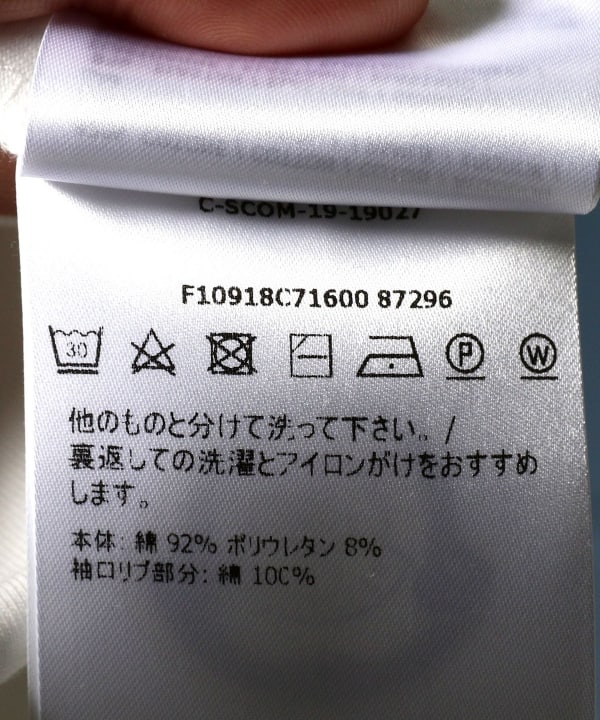 C-SCOM-19-19027
F10918C71600 87296
30 P W
他のものと分けて洗って下さい。/
裏返しての洗濯とアイロンがけをおすすめ
します。
本体: 綿 92% ポリウレタン 8%
袖口リブ部分: 綿 100%